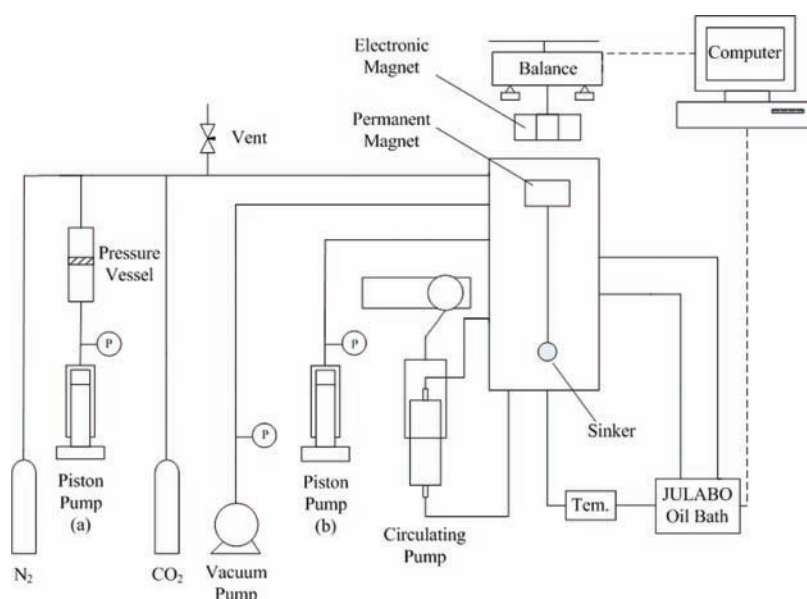 Electronic
Magnet
Balance
Computer
Permanent
Magnet
Vent
Pressure
Vessel
P
P
P
Sinker
Piston
Pump
(a)
Piston
Pump
(b)
Circulating
Pump
Tem.
JULABO
Oil Bath
N₂
CO₂
Vacuum
Pump